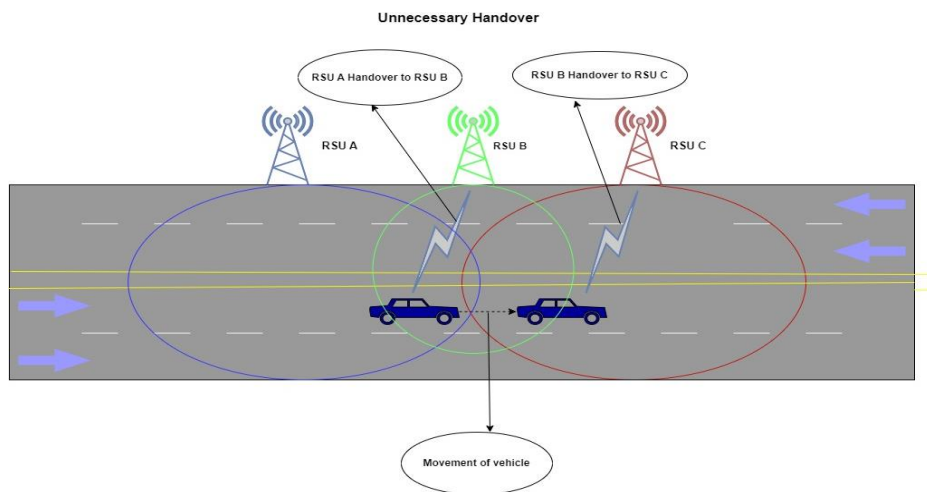 Unnecessary Handover
RSU A Handover to RSU B
RSU B Handover to RSU C
RSU A
RSU B
RSU C
Movement of vehicle